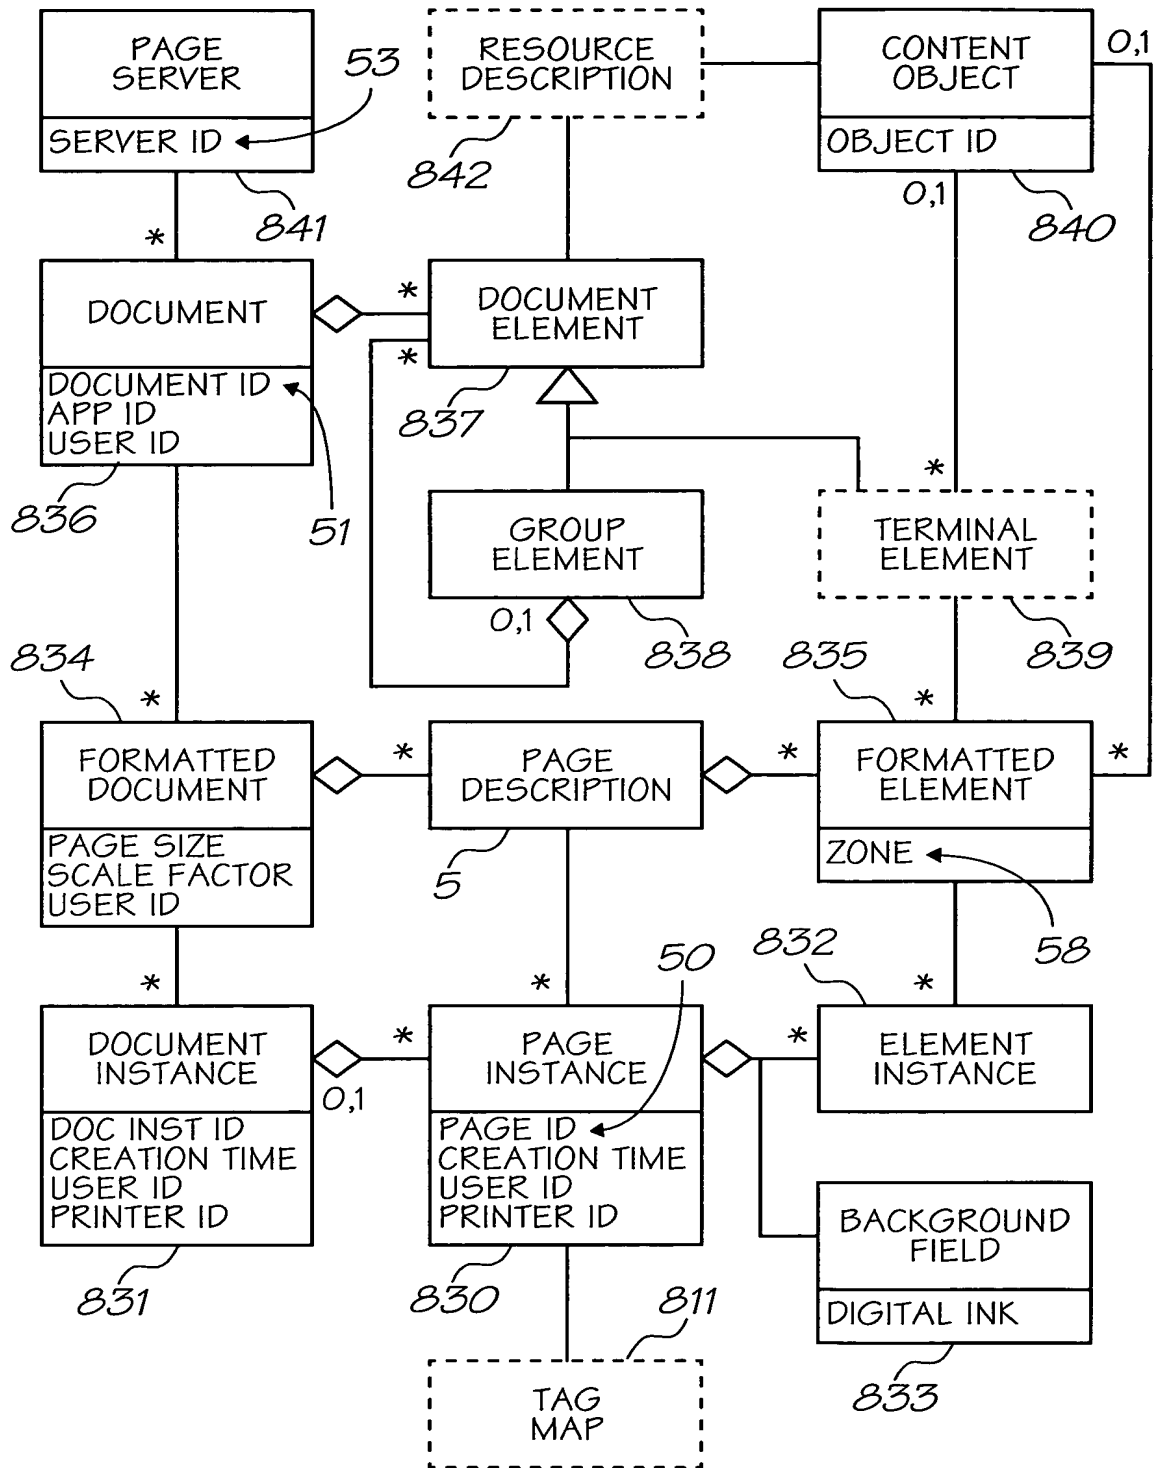 PAGE
SERVER
SERVER ID
53
841
*
RESOURCE
DESCRIPTION
842
CONTENT
OBJECT
OBJECT ID
0,1
0,1
840
DOCUMENT
DOCUMENT ID
APP ID
USER ID
836
51
*
*
DOCUMENT
ELEMENT
837
GROUP
ELEMENT
0,1
838
*
TERMINAL
ELEMENT
839
834
*
FORMATTED
DOCUMENT
PAGE SIZE
SCALE FACTOR
USER ID
*
PAGE
DESCRIPTION
5
*
835
*
FORMATTED
ELEMENT
*
ZONE
58
*
DOCUMENT
INSTANCE
0,1
DOC INST ID
CREATION TIME
USER ID
PRINTER ID
831
*
*
50
PAGE
INSTANCE
PAGE ID
CREATION TIME
USER ID
PRINTER ID
830
832
*
*
ELEMENT
INSTANCE
BACKGROUND
FIELD
DIGITAL INK
833
811
TAG
MAP